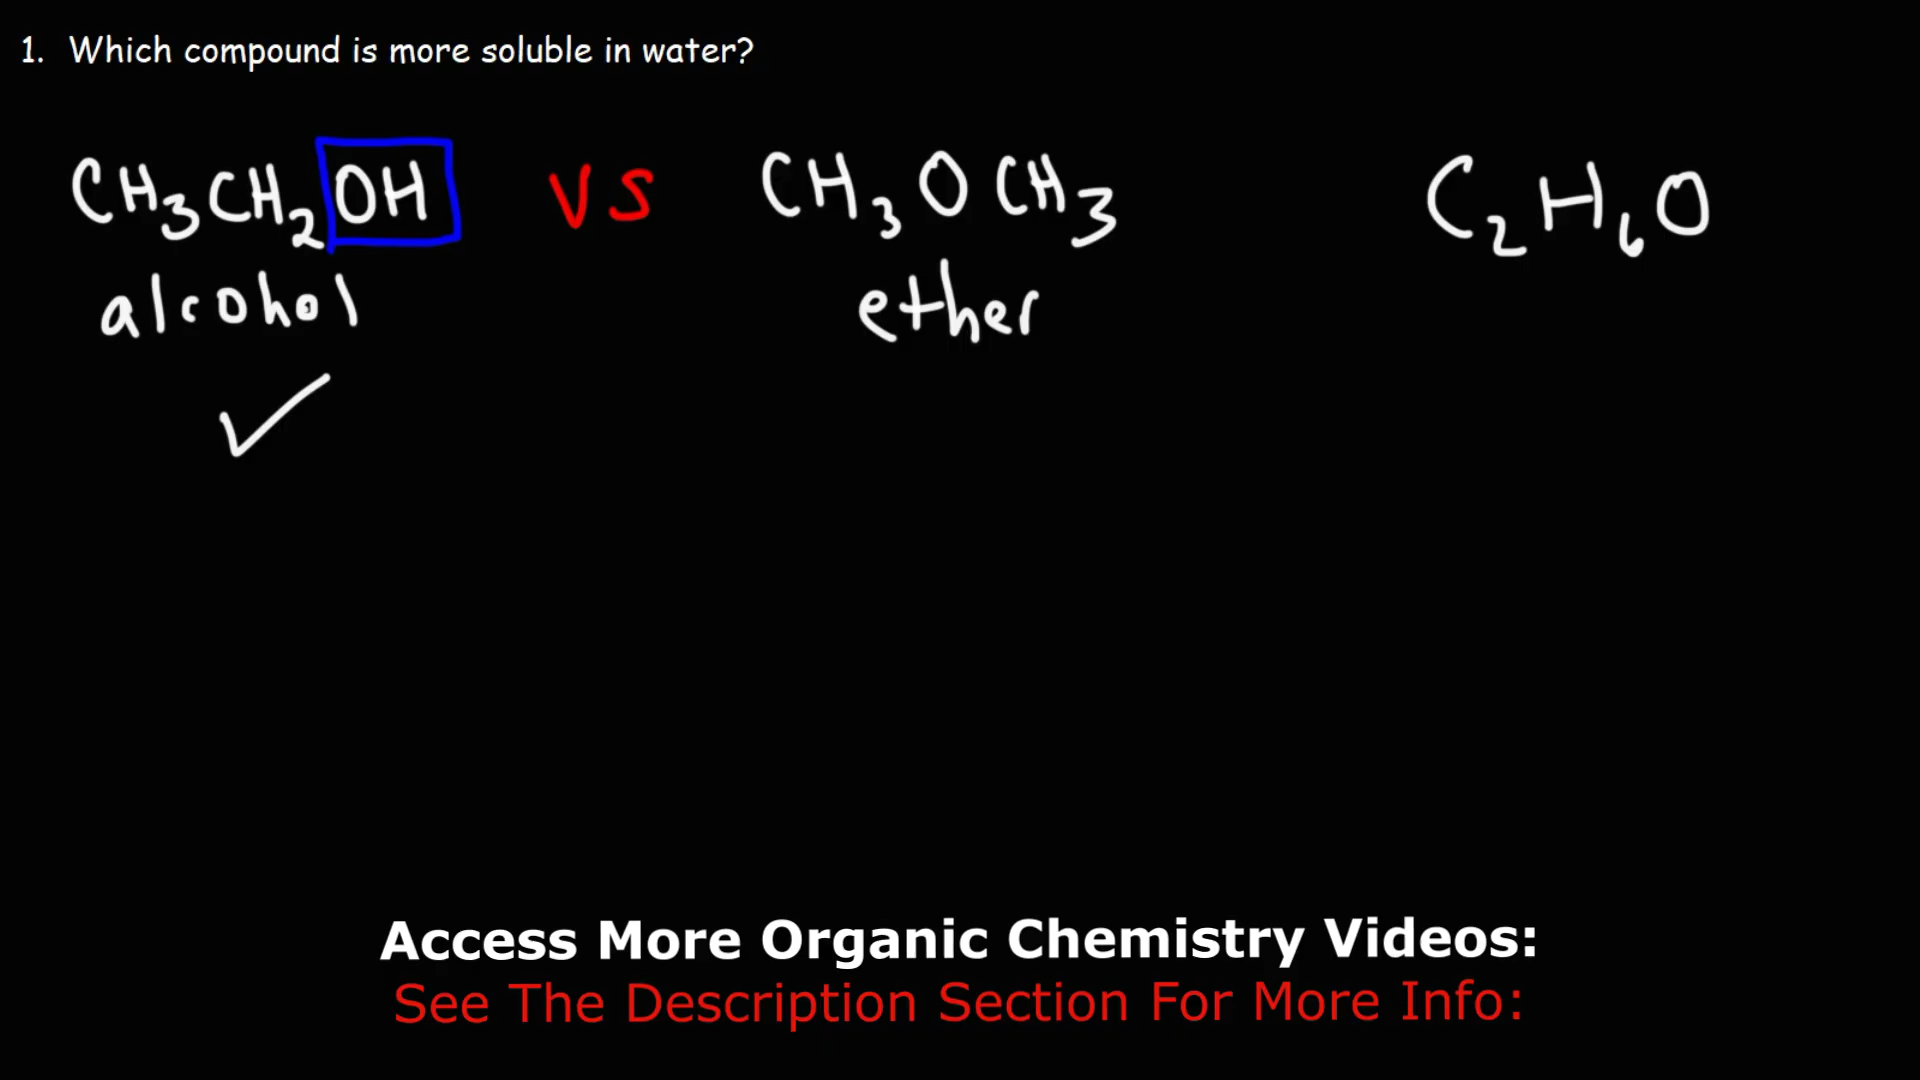 1. Which compound is more soluble in water?
CH₃CH₂OH VS CH₃OCH₃ C₂H₆O
alcohol ether
Access More Organic Chemistry Videos:
See The Description Section For More Info: